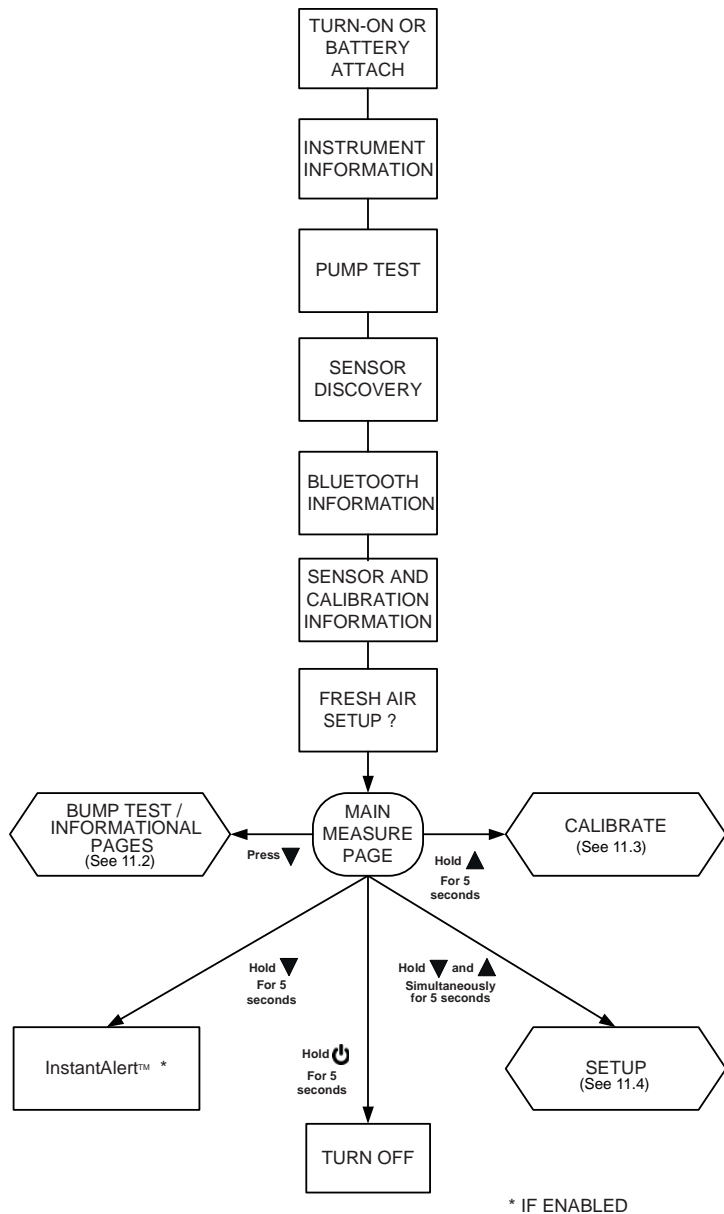 TURN-ON OR
BATTERY
ATTACH
INSTRUMENT
INFORMATION
PUMP TEST
SENSOR
DISCOVERY
BLUETOOTH
INFORMATION
SENSOR AND
CALIBRATION
INFORMATION
FRESH AIR
SETUP ?
BUMP TEST /
INFORMATIONAL
PAGES
(See 11.2)
Press ▼
MAIN
MEASURE
PAGE
Hold ▲
For 5
seconds
CALIBRATE
(See 11.3)
Hold ▼
For 5
seconds
InstantAlert™ *
Hold ⏻
For 5
seconds
TURN OFF
Hold ▼ and ▲
Simultaneously
for 5 seconds
SETUP
(See 11.4)
* IF ENABLED